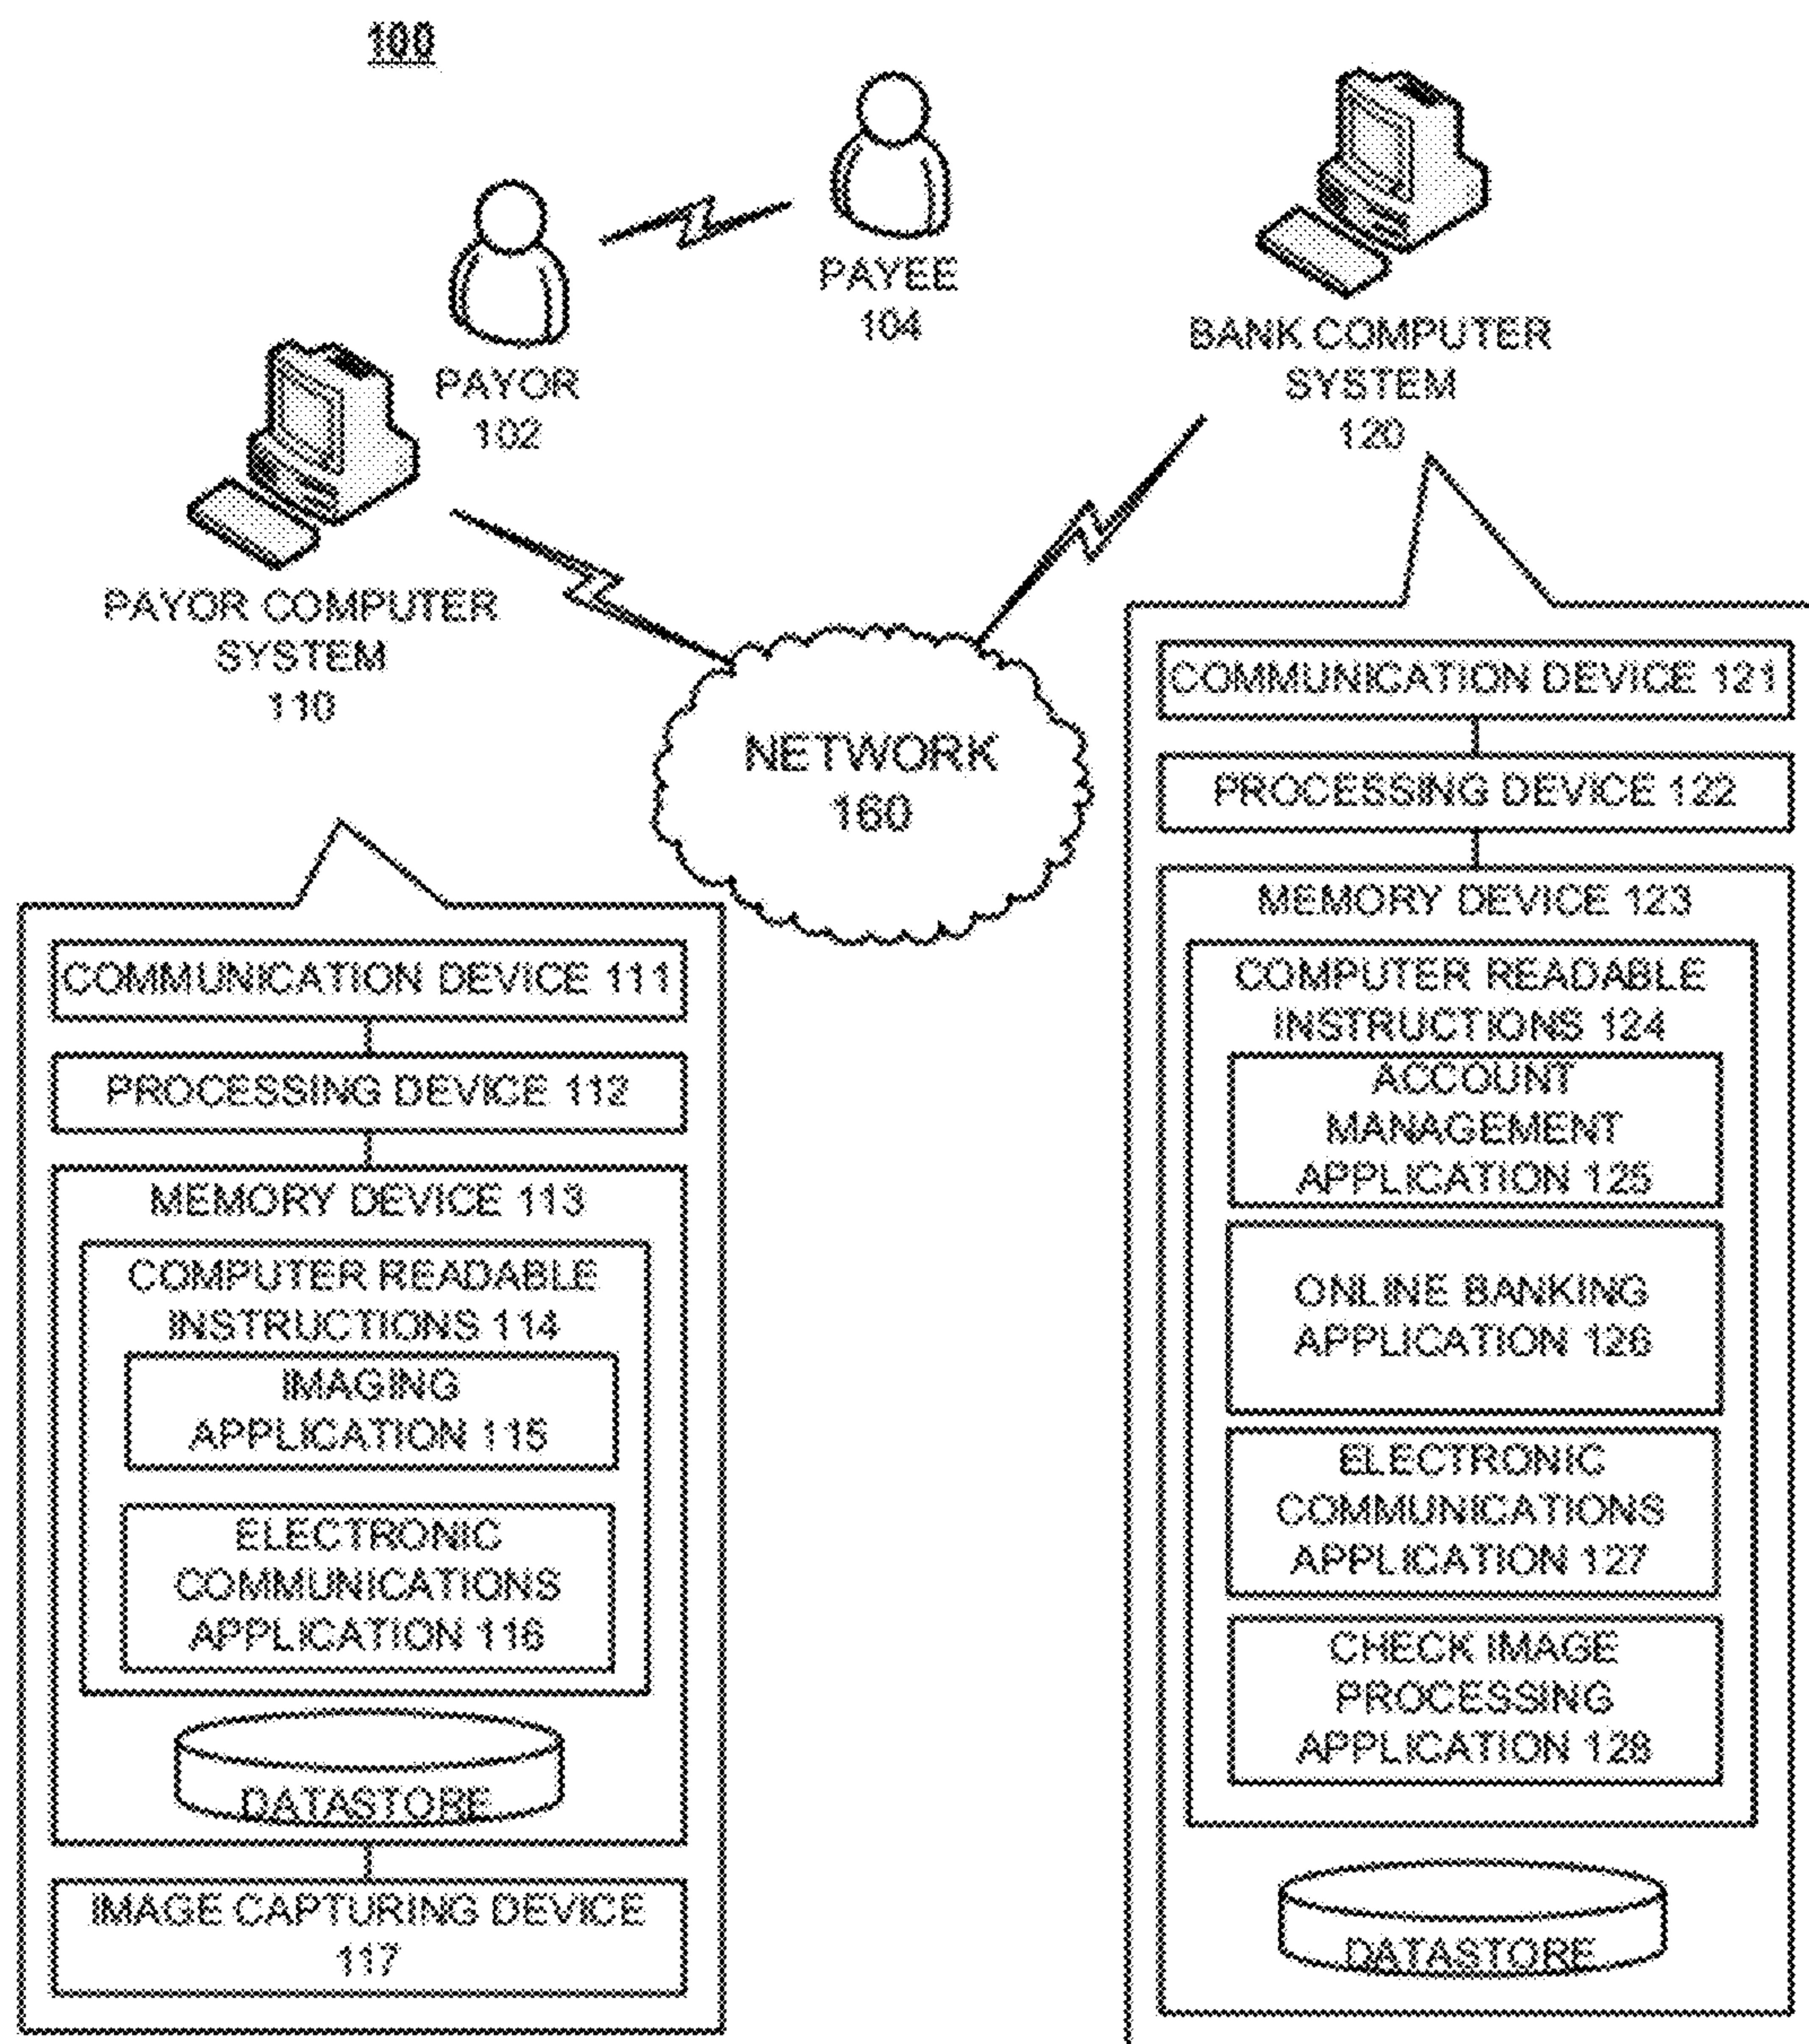 100
PAYEE
104
PAYOR
102
BANK COMPUTER
SYSTEM
120
PAYOR COMPUTER
SYSTEM
110
NETWORK
160
COMMUNICATION DEVICE 111
PROCESSING DEVICE 112
MEMORY DEVICE 113
COMPUTER READABLE
INSTRUCTIONS 114
IMAGING
APPLICATION 115
ELECTRONIC
COMMUNICATIONS
APPLICATION 116
DATASTORE
IMAGE CAPTURING DEVICE
117
COMMUNICATION DEVICE 121
PROCESSING DEVICE 122
MEMORY DEVICE 123
COMPUTER READABLE
INSTRUCTIONS 124
ACCOUNT
MANAGEMENT
APPLICATION 125
ONLINE BANKING
APPLICATION 126
ELECTRONIC
COMMUNICATIONS
APPLICATION 127
CHECK IMAGE
PROCESSING
APPLICATION 128
DATASTORE